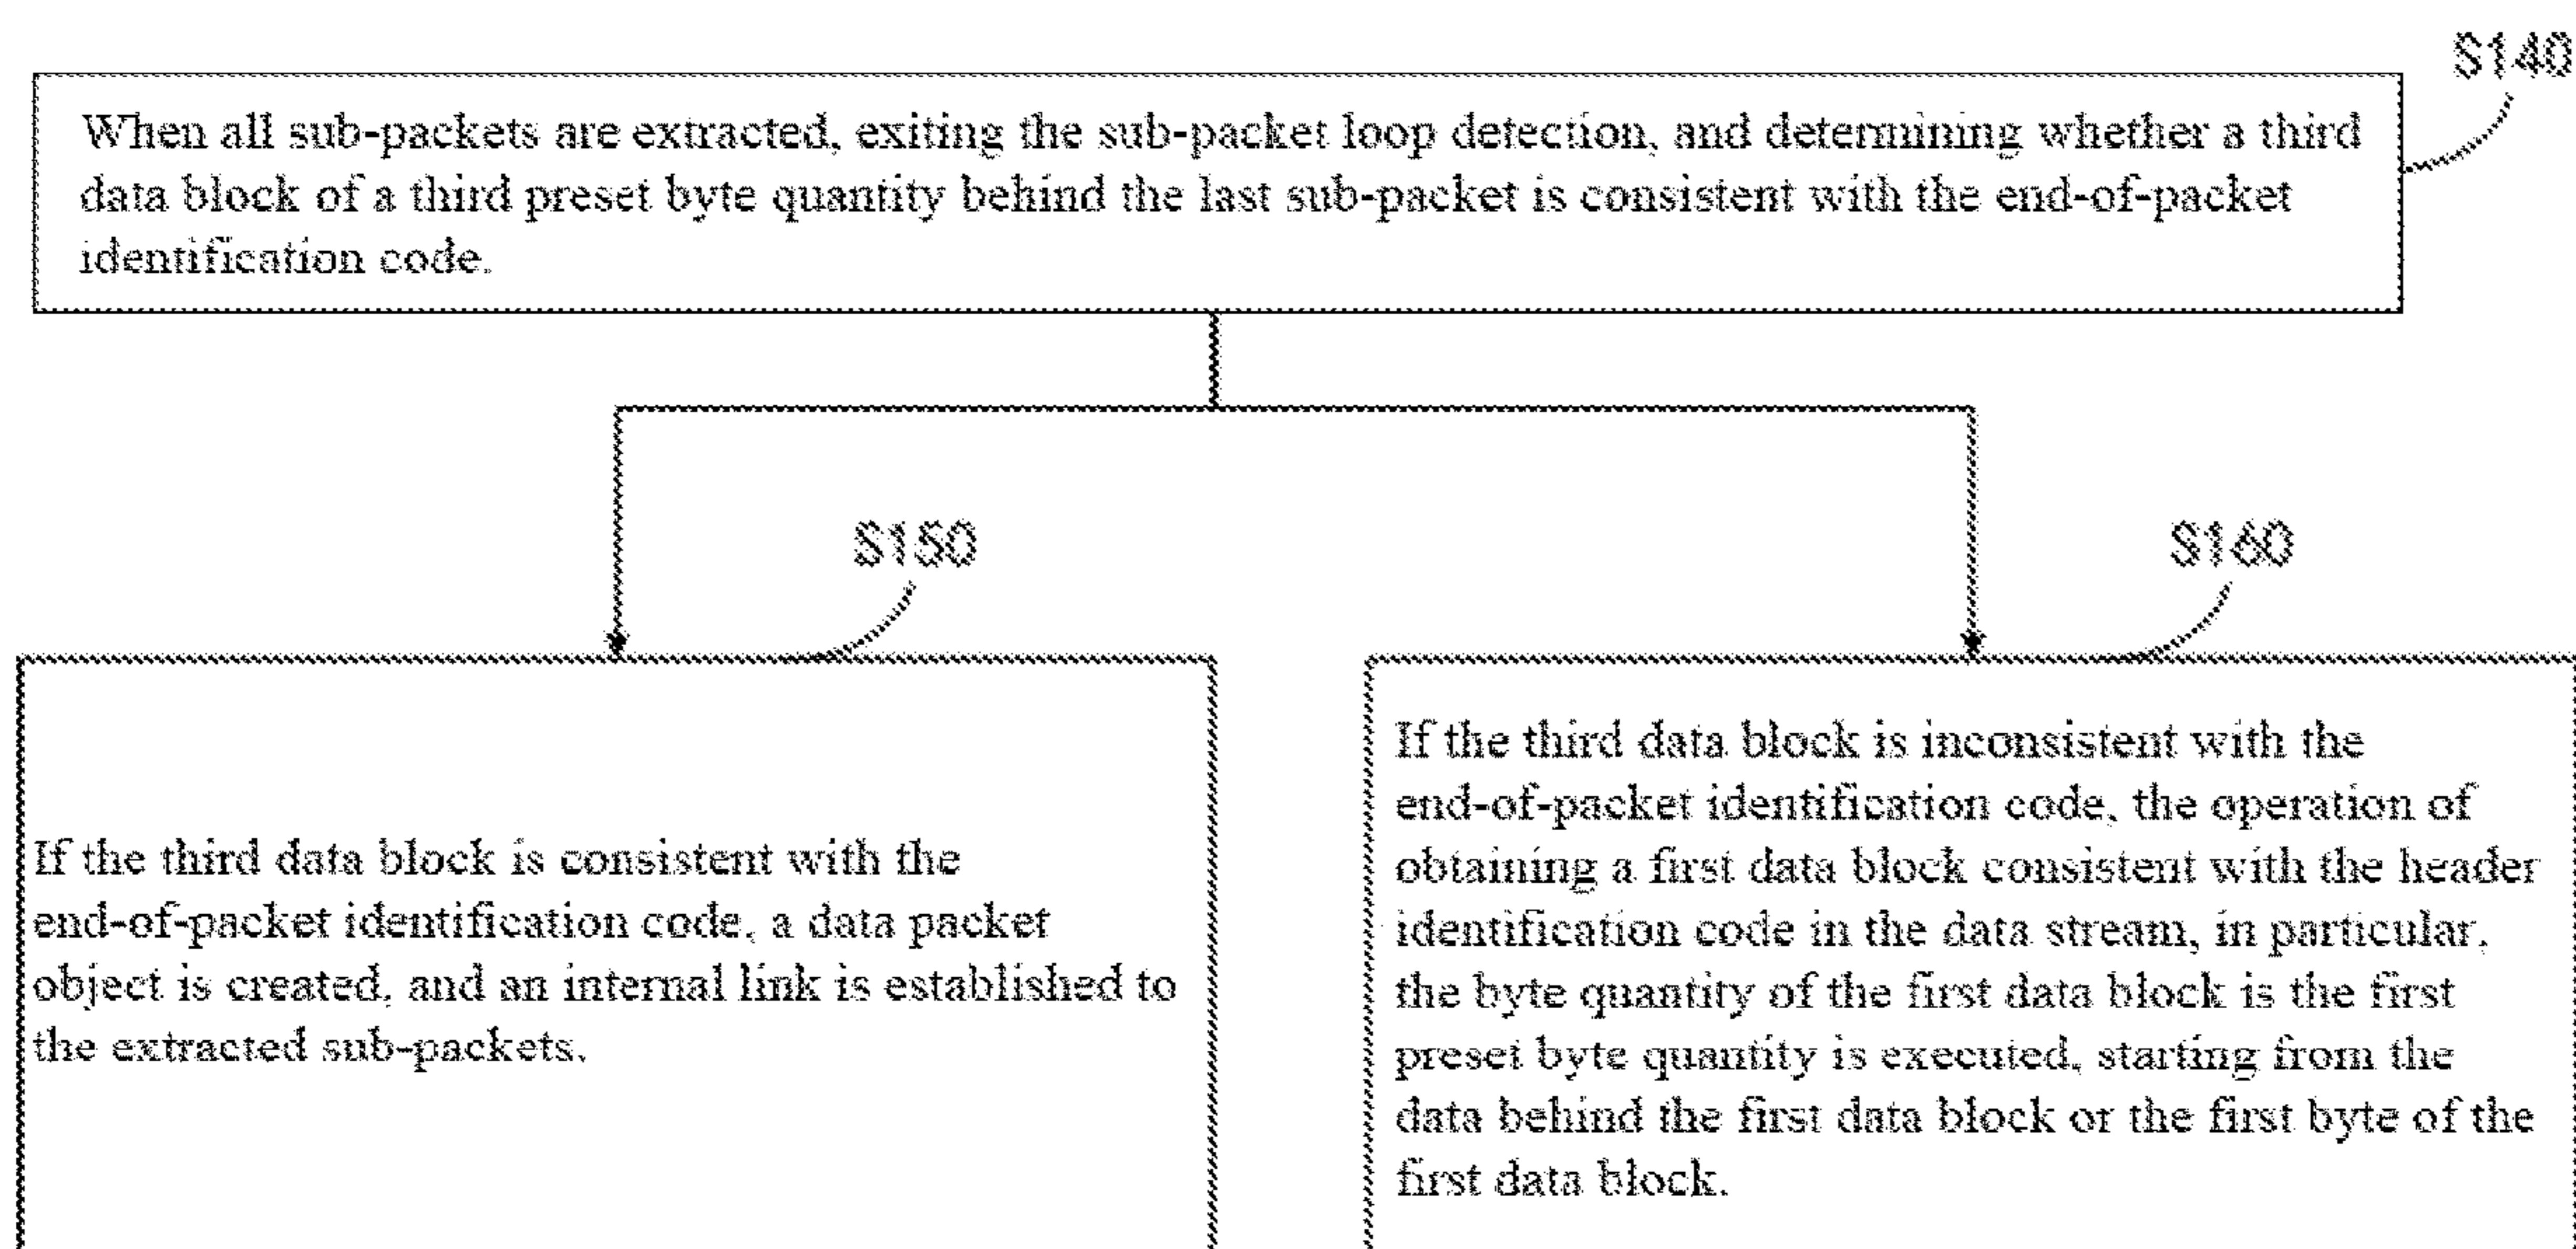 S140
When all sub-packets are extracted, exiting the sub-packet loop detection, and determining whether a third
data block of a third preset byte quantity behind the last sub-packet is consistent with the end-of-packet
identification code.
S150
S160
If the third data block is consistent with the
end-of-packet identification code, a data packet
object is created, and an internal link is established to
the extracted sub-packets.
If the third data block is inconsistent with the
end-of-packet identification code, the operation of
obtaining a first data block consistent with the header
identification code in the data stream, in particular,
the byte quantity of the first data block is the first
preset byte quantity is executed, starting from the
data behind the first data block or the first byte of the
first data block.